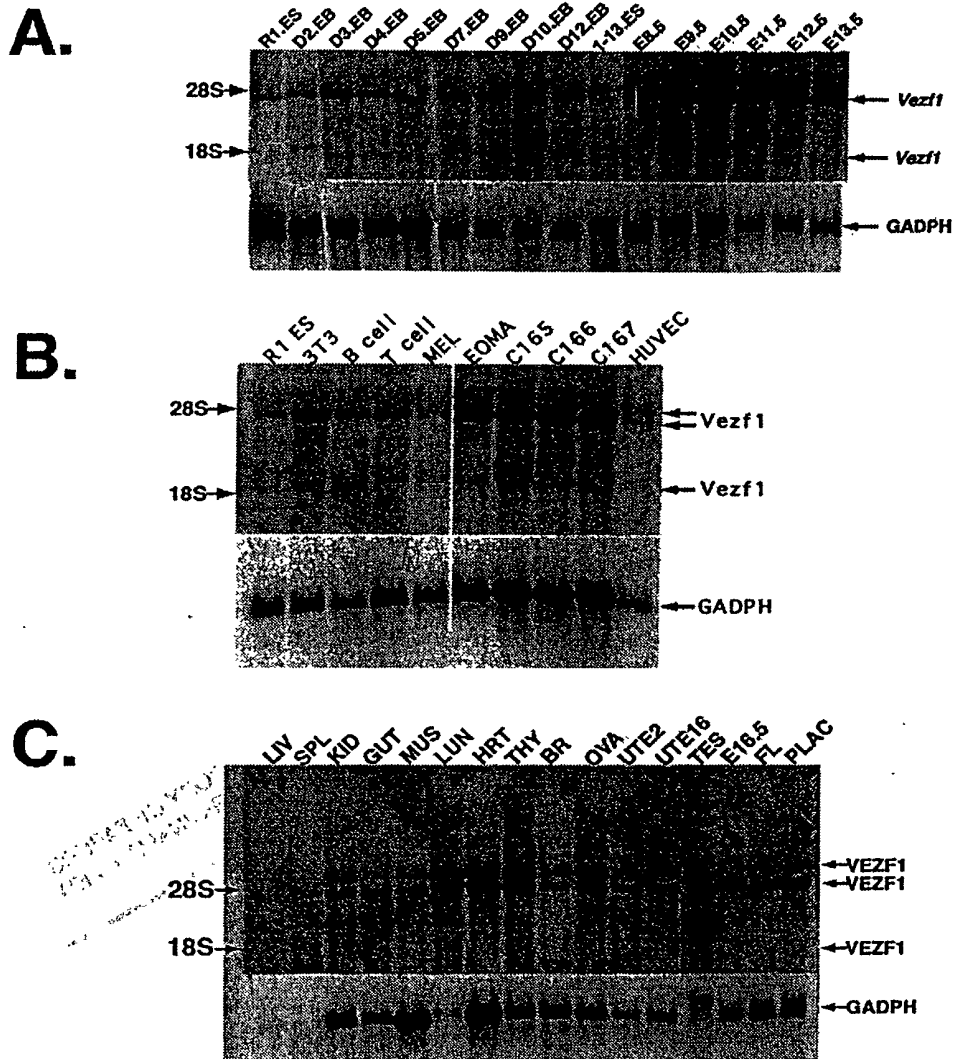 A.
R1.ES D2.EB D3.EB D4.EB D5.EB D7.EB D9.EB D10.EB D12.EB 1-13.ES E8.5 E9.5 E10.5 E11.5 E12.5 E13.5
28S
Vezf1
18S
Vezf1
GADPH
B.
R1 ES 3T3 B cell T cell MEL EOMA C165 C166 C167 HUVEC
28S
Vezf1
18S
Vezf1
GADPH
C.
LIV SPL KID GUT MUS LUN HRT THY BR OVA UTE2 UTE16 TES E16.5 FL PLAC
VEZF1
28S
VEZF1
18S
VEZF1
GADPH